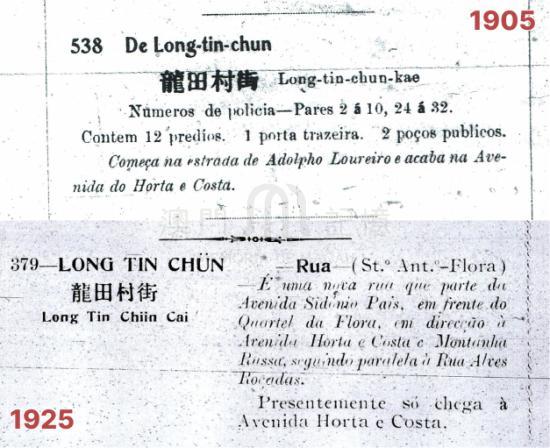 1905
538 De Long-tin-chun
龍田村街 Long-tin-chun-kae
Numeros de policia—Pares 2 á 10, 24 á 32.
Contem 12 predios. 1 porta trazeira. 2 poços publicos.
Começa na estrada de Adolpho Loureiro e acaba na Ave-
nida do Horta e Costa.
379—LONG TIN CHÜN
龍田村街
Long Tin Chiin Cai
—Rua—(St.º Ant.º-Flora)
—É uma nova rua que parte da
Avenida Sidónio Pais, em frente do
Quartel da Flora, em direcção à
Avenida Horta e Costa e Montanha
Russa, seguindo paralela à Rua Alves
Roçadas.
Presentemente só chega à
Avenida Horta e Costa.
1925